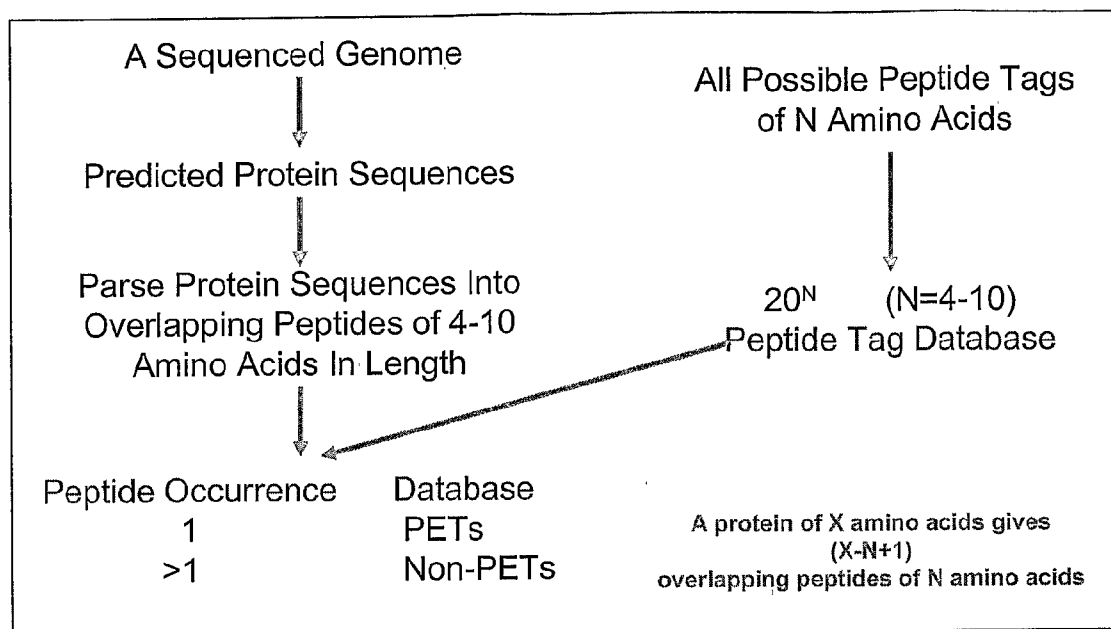 A Sequenced Genome
Predicted Protein Sequences
Parse Protein Sequences Into
Overlapping Peptides of 4-10
Amino Acids In Length
All Possible Peptide Tags
of N Amino Acids
20ᴺ (N=4-10)
Peptide Tag Database
Peptide Occurrence Database
1 PETs
>1 Non-PETs
A protein of X amino acids gives
(X-N+1)
overlapping peptides of N amino acids